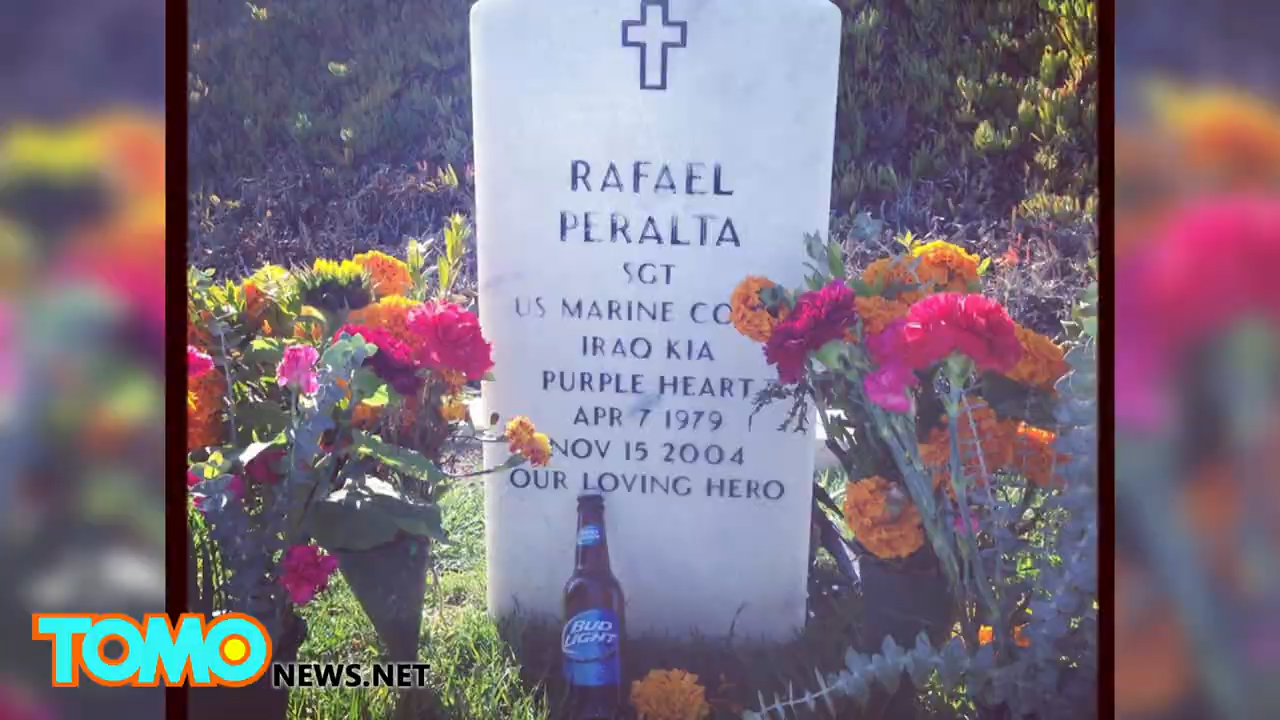 RAFAEL
PERALTA
SGT
US MARINE CO
IRAQ KIA
PURPLE HEART
APR 7 1979
NOV 15 2004
OUR LOVING HERO
BUD
LIGHT
TOMO NEWS.NET